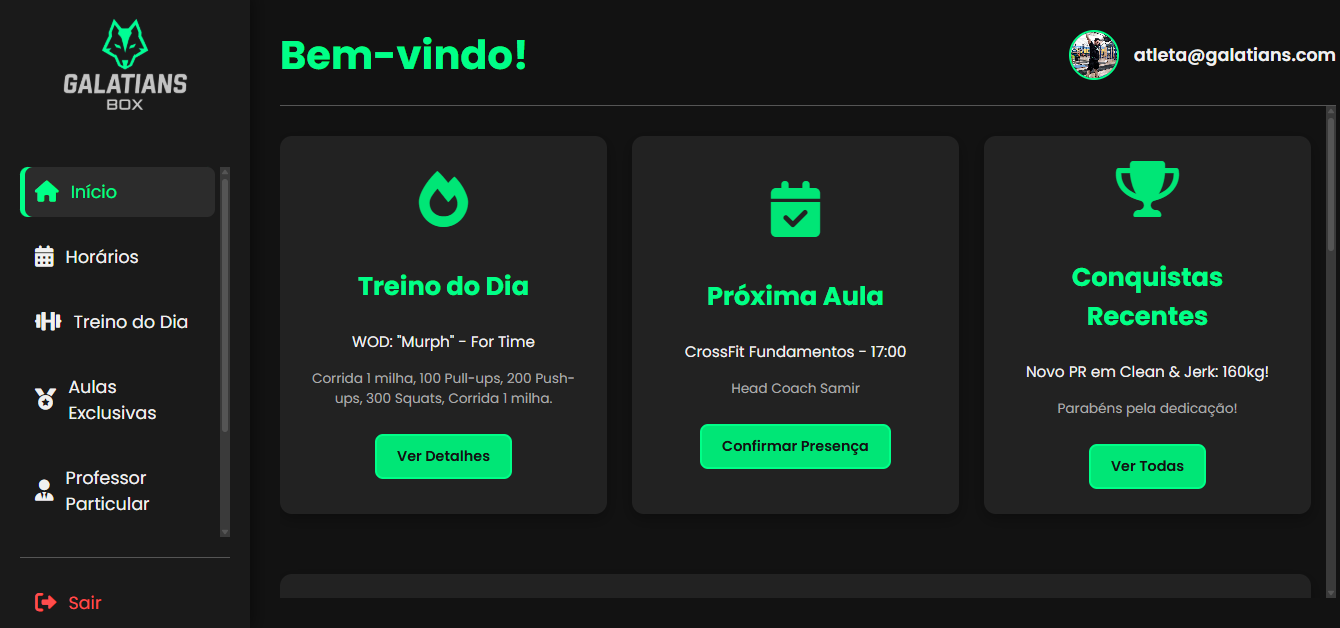 GALATIANS
BOX
Início
Horários
Treino do Dia
Aulas
Exclusivas
Professor
Particular
Sair
Bem-vindo!
atleta@galatians.com
Treino do Dia
WOD: "Murph" - For Time
Corrida 1 milha, 100 Pull-ups, 200 Push-
ups, 300 Squats, Corrida 1 milha.
Ver Detalhes
Próxima Aula
CrossFit Fundamentos - 17:00
Head Coach Samir
Confirmar Presença
Conquistas
Recentes
Novo PR em Clean & Jerk: 160kg!
Parabéns pela dedicação!
Ver Todas